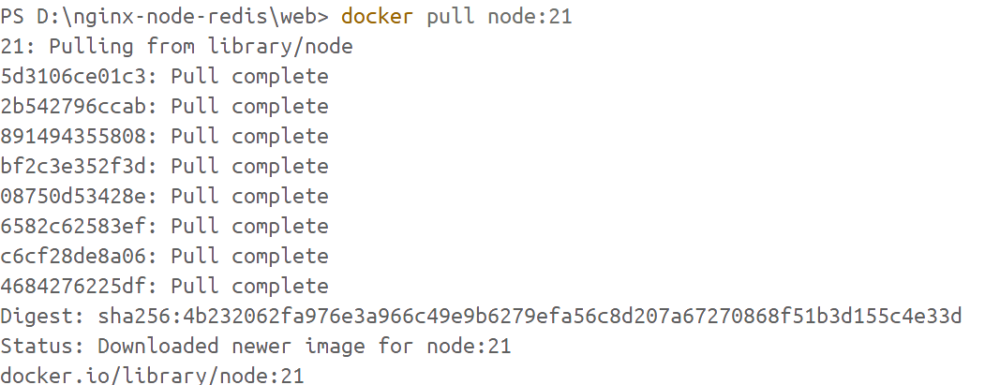 PS D:\nginx-node-redis\web> docker pull node:21
21: Pulling from library/node
5d3106ce01c3: Pull complete
2b542796ccab: Pull complete
891494355808: Pull complete
bf2c3e352f3d: Pull complete
08750d53428e: Pull complete
6582c62583ef: Pull complete
c6cf28de8a06: Pull complete
4684276225df: Pull complete
Digest: sha256:4b232062fa976e3a966c49e9b6279efa56c8d207a67270868f51b3d155c4e33d
Status: Downloaded newer image for node:21
docker.io/library/node:21